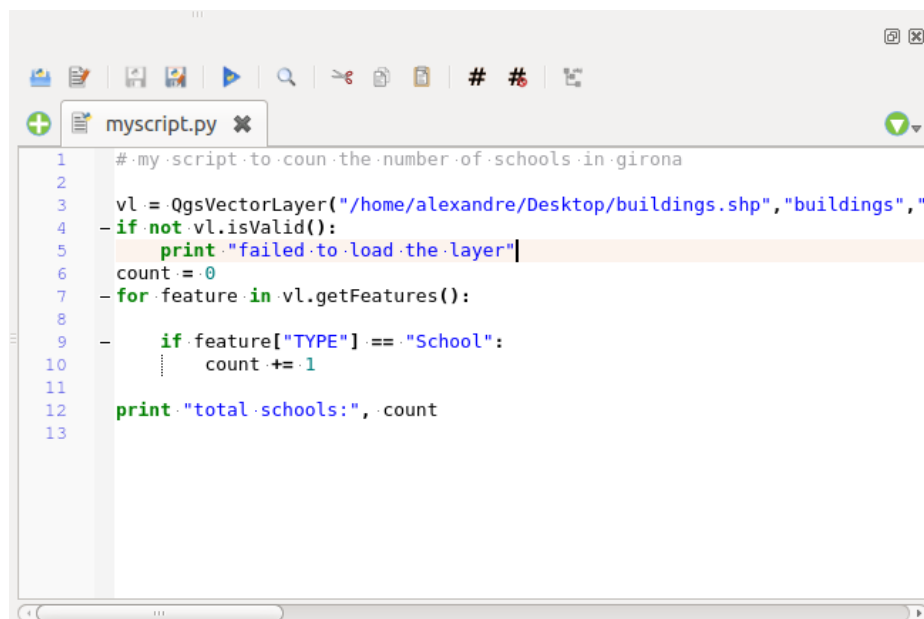 myscript.py
1 # my script to coun the number of schools in girona
2
3 vl = QgsVectorLayer("/home/alexandre/Desktop/buildings.shp","buildings","
4 if not vl.isValid():
5     print "failed to load the layer"
6 count = 0
7 for feature in vl.getFeatures():
8
9     if feature["TYPE"] == "School":
10         count += 1
11
12 print "total schools:", count
13